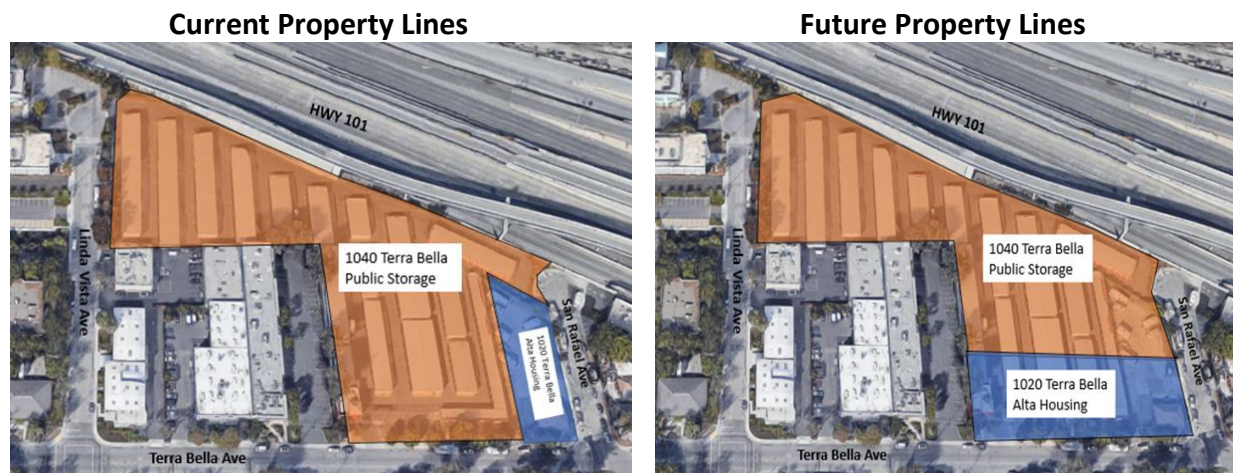 Current Property Lines
HWY 101
Linda Vista Ave
1040 Terra Bella
Public Storage
1020 Terra Bella
Alta Housing
San Rafael Ave
Terra Bella Ave
Future Property Lines
HWY 101
Linda Vista Ave
1040 Terra Bella
Public Storage
San Rafael Ave
1020 Terra Bella
Alta Housing
Terra Bella Ave